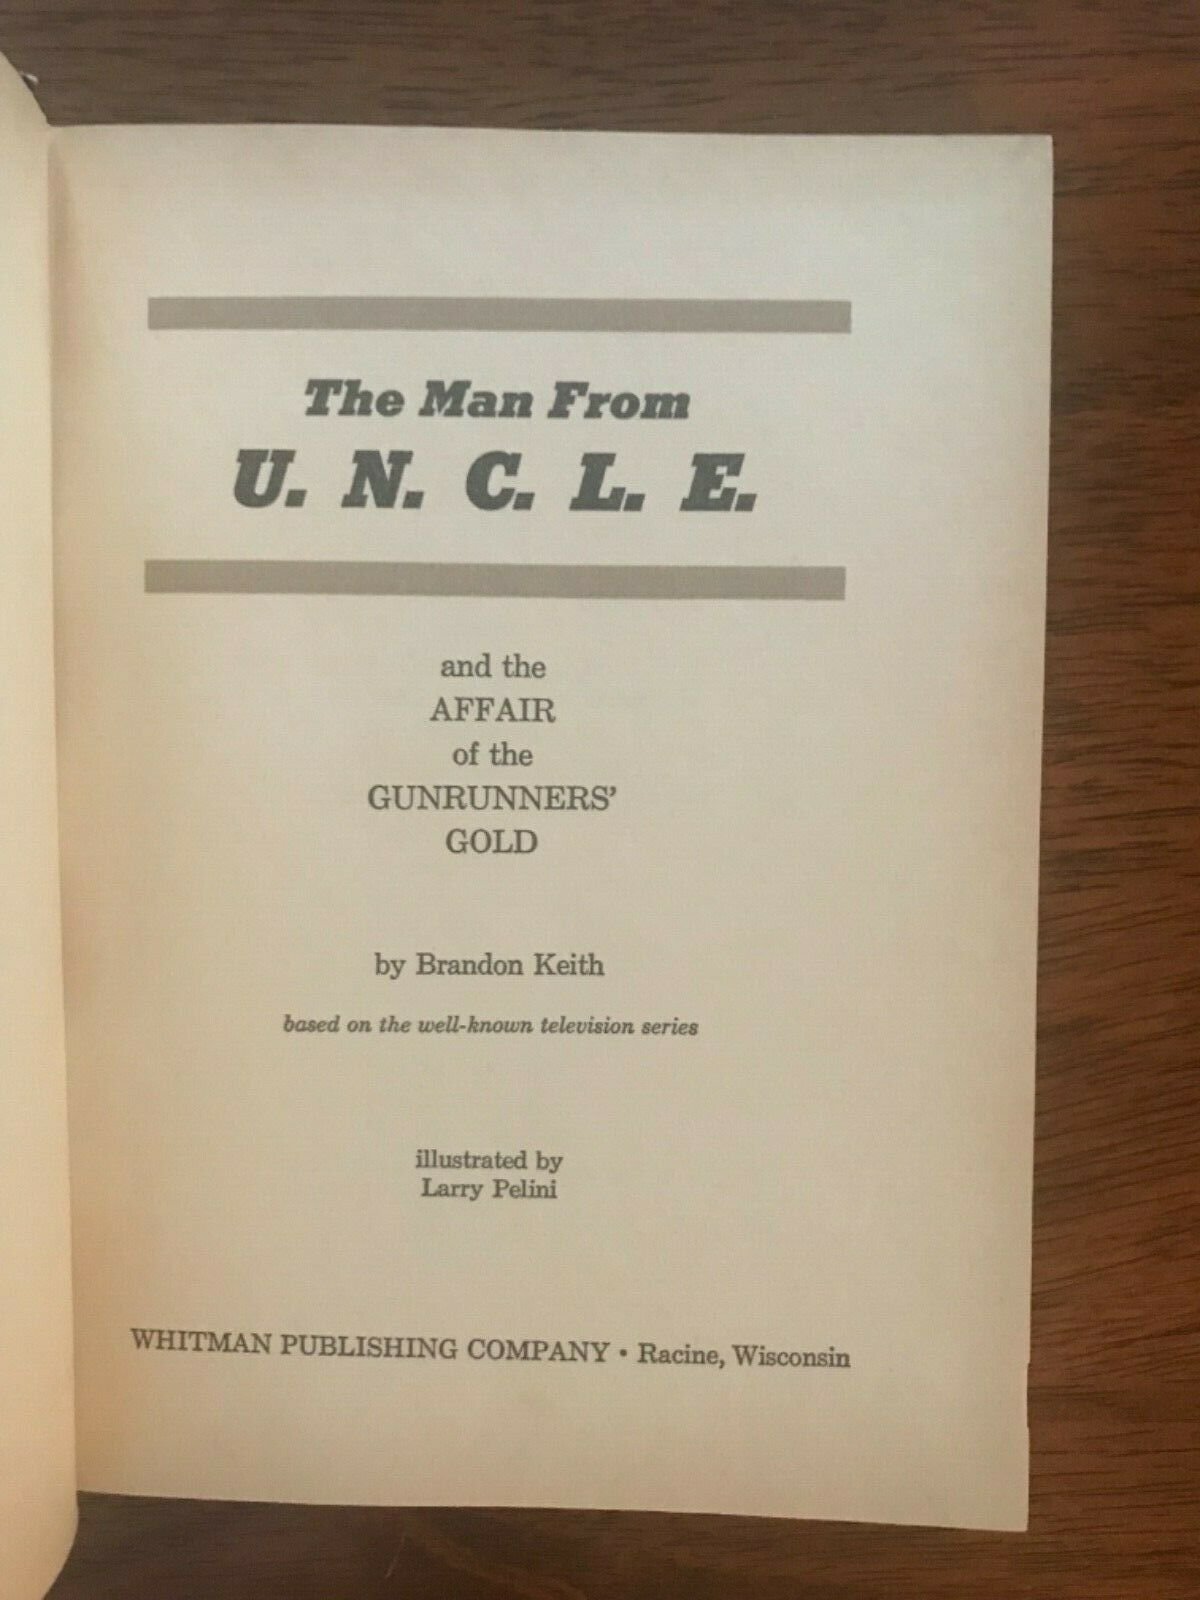 The Man From
U. N. C. L. E.
and the
AFFAIR
of the
GUNRUNNERS'
GOLD
by Brandon Keith
based on the well-known television series
illustrated by
Larry Pelini
WHITMAN PUBLISHING COMPANY • Racine, Wisconsin